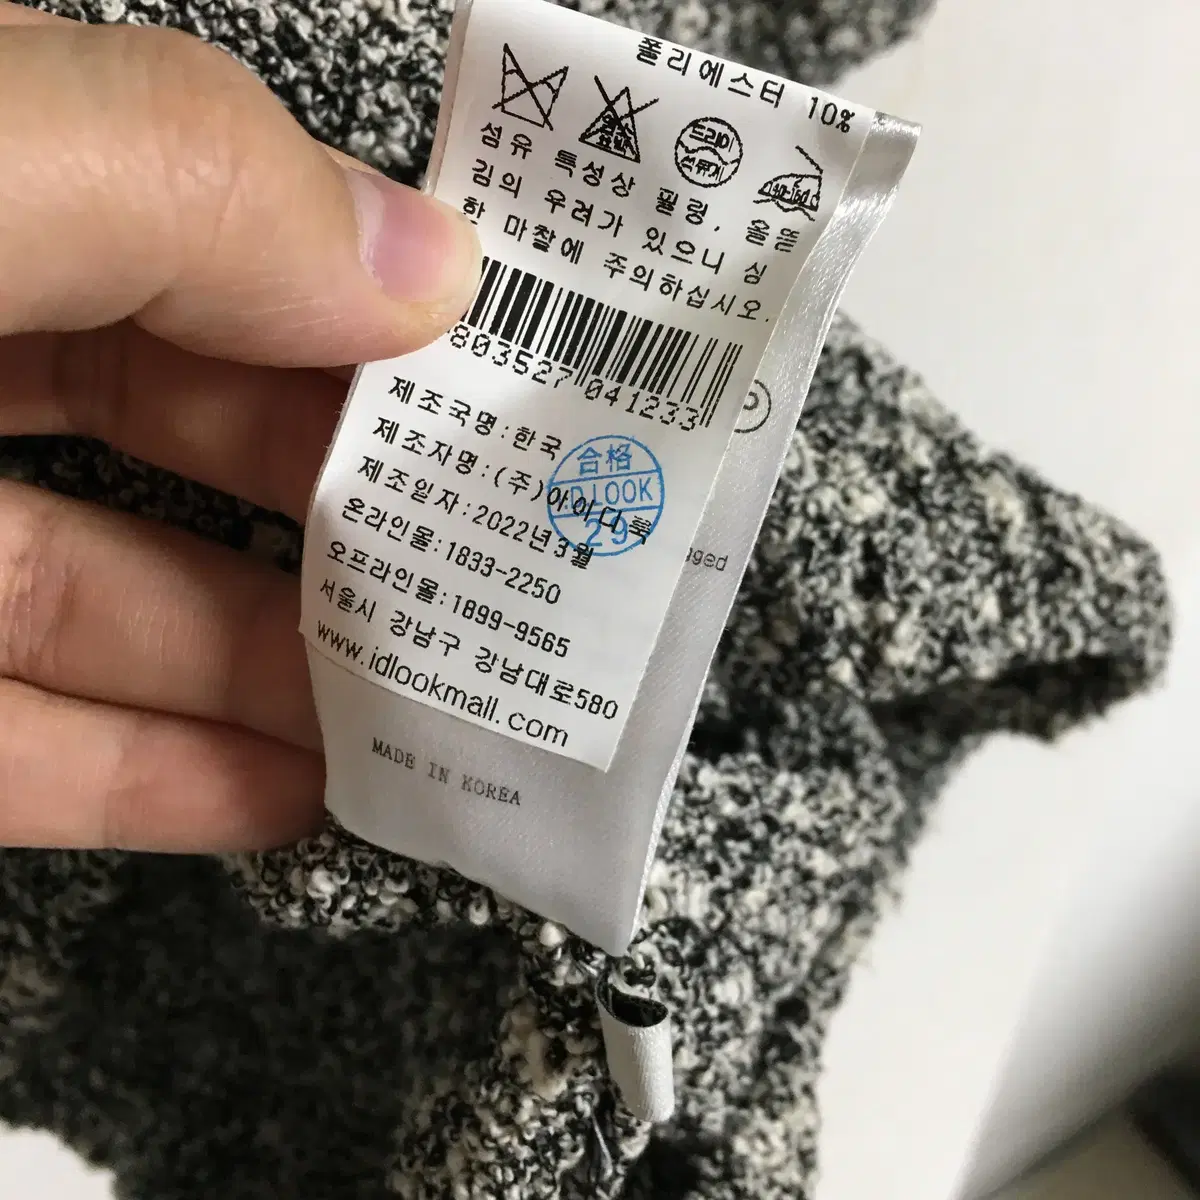 폴리에스터 10%
드라이
석유계
섬유 특성상 필링, 올뜯
김의 우려가 있으니 심
한 마찰에 주의하십시오.
803527 041233
제조국명:한국
제조자명:(주)아이디룩
제조일자:2022년3월
合格
I.D.LOOK
29
온라인몰:1833-2250
오프라인몰:1899-9565
서울시 강남구 강남대로580
www.idlookmall.com
MADE IN KOREA
P